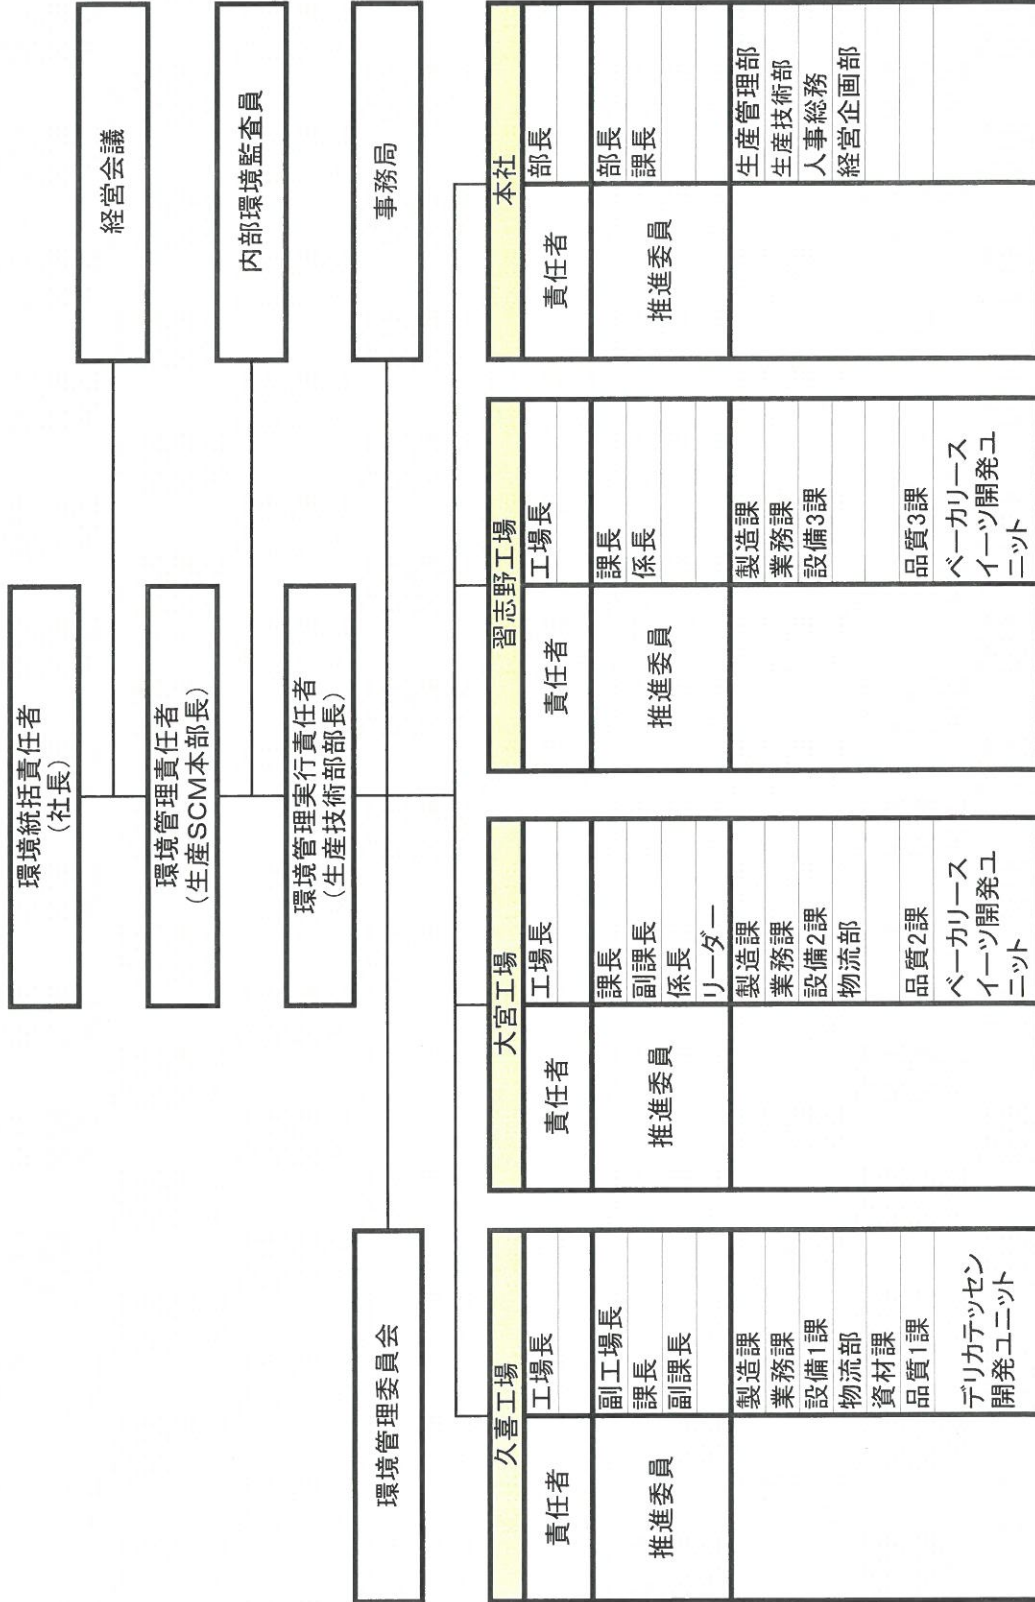 環境統括責任者
(社長)
経営会議
環境管理責任者
(生産SCM本部長)
内部環境監査員
環境管理実行責任者
(生産技術部部長)
環境管理委員会
事務局
久喜工場
責任者
工場長
推進委員
副工場長
課長
副課長
製造課
業務課
設備1課
物流部
資材課
品質1課
デリカテッセン
開発ユニット
大宮工場
責任者
工場長
推進委員
課長
副課長
係長
リーダー
製造課
業務課
設備2課
物流部
品質2課
ベーカリース
イーツ開発ユ
ニット
習志野工場
責任者
工場長
推進委員
課長
係長
製造課
業務課
設備3課
品質3課
ベーカリース
イーツ開発ユ
ニット
本社
責任者
部長
推進委員
部長
課長
生産管理部
生産技術部
人事総務
経営企画部